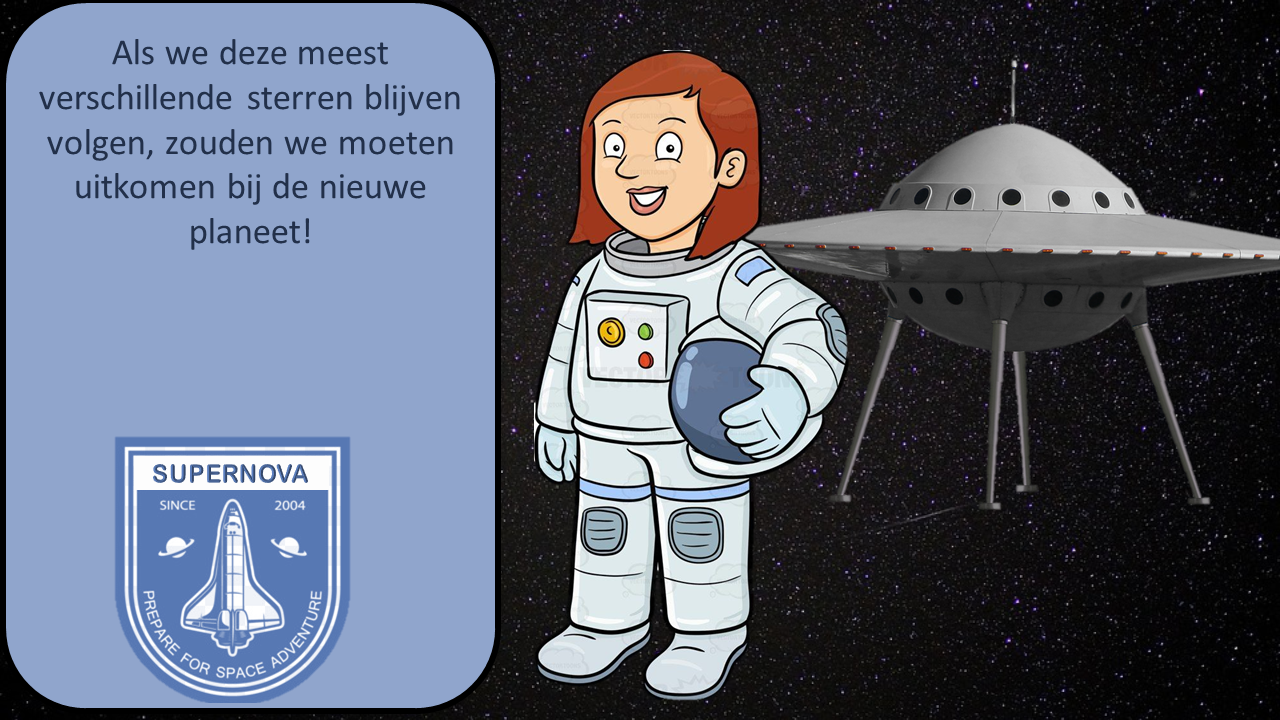 Als we deze meest
verschillende sterren blijven
volgen, zouden we moeten
uitkomen bij de nieuwe
planeet!
SUPERNOVA
SINCE 2004
PREPARE FOR SPACE ADVENTURE